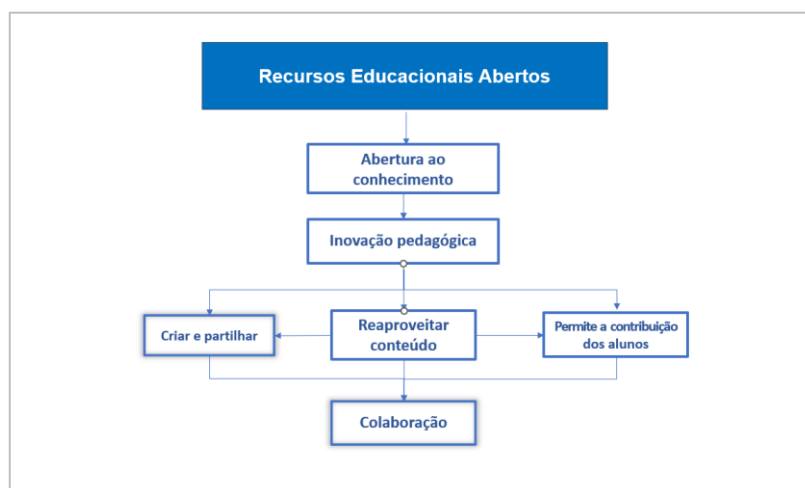 Recursos Educacionais Abertos
Abertura ao
conhecimento
Inovação pedagógica
Criar e partilhar
Reaproveitar
conteúdo
Permite a contribuição
dos alunos
Colaboração